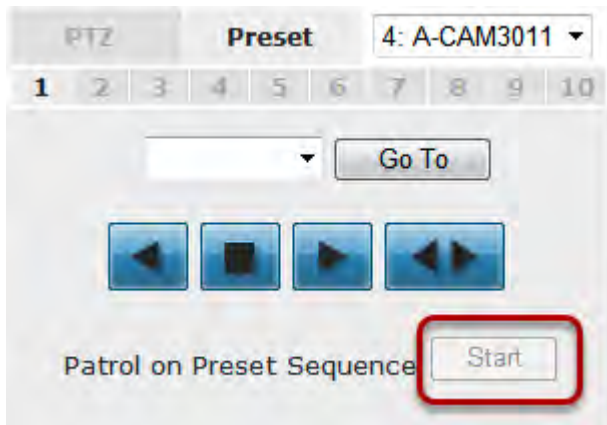 PTZ Preset 4: A-CAM3011
1 2 3 4 5 6 7 8 9 10
Go To
Patrol on Preset Sequence Start